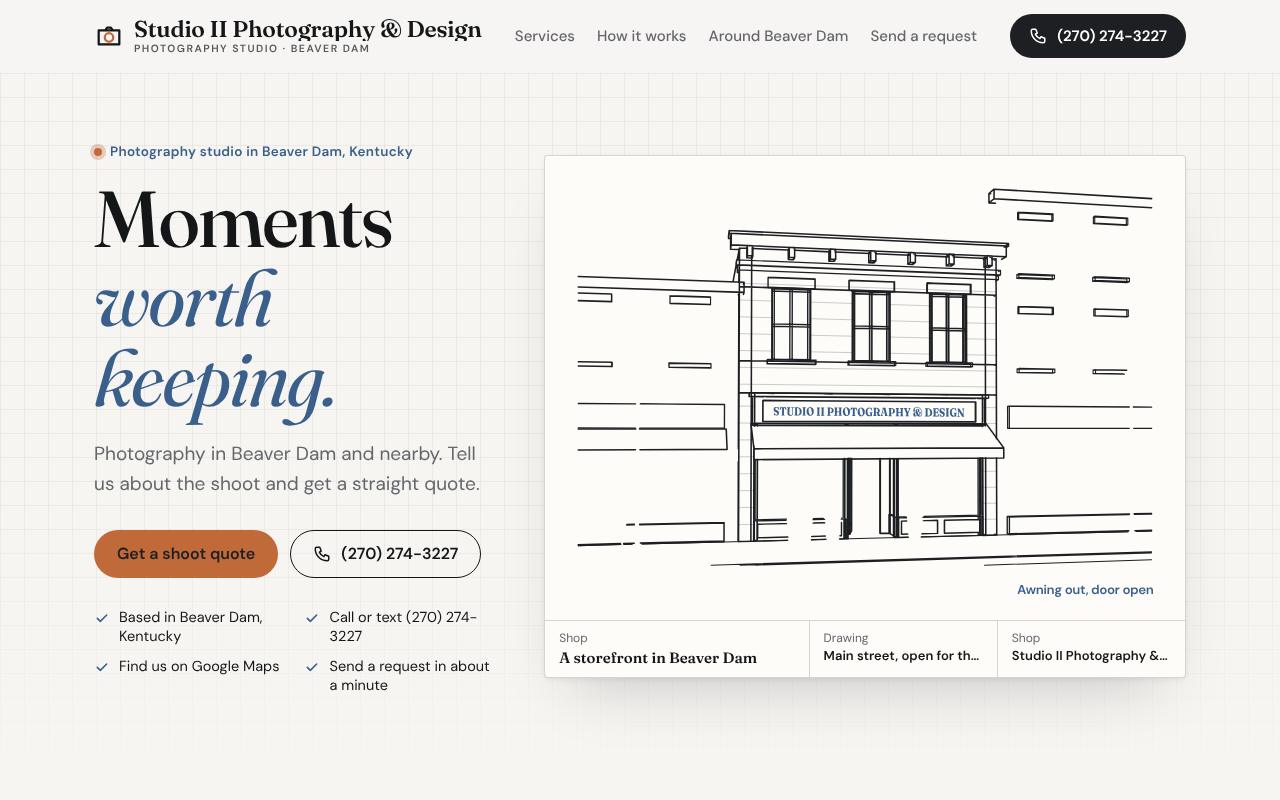 Studio II Photography & Design
PHOTOGRAPHY STUDIO · BEAVER DAM
Services
How it works
Around Beaver Dam
Send a request
(270) 274-3227
Photography studio in Beaver Dam, Kentucky
Moments
worth
keeping.
Photography in Beaver Dam and nearby. Tell
us about the shoot and get a straight quote.
Get a shoot quote
(270) 274-3227
Based in Beaver Dam,
Kentucky
Call or text (270) 274-
3227
Find us on Google Maps
Send a request in about
a minute
STUDIO II PHOTOGRAPHY & DESIGN
Awning out, door open
Shop
A storefront in Beaver Dam
Drawing
Main street, open for th...
Shop
Studio II Photography &...